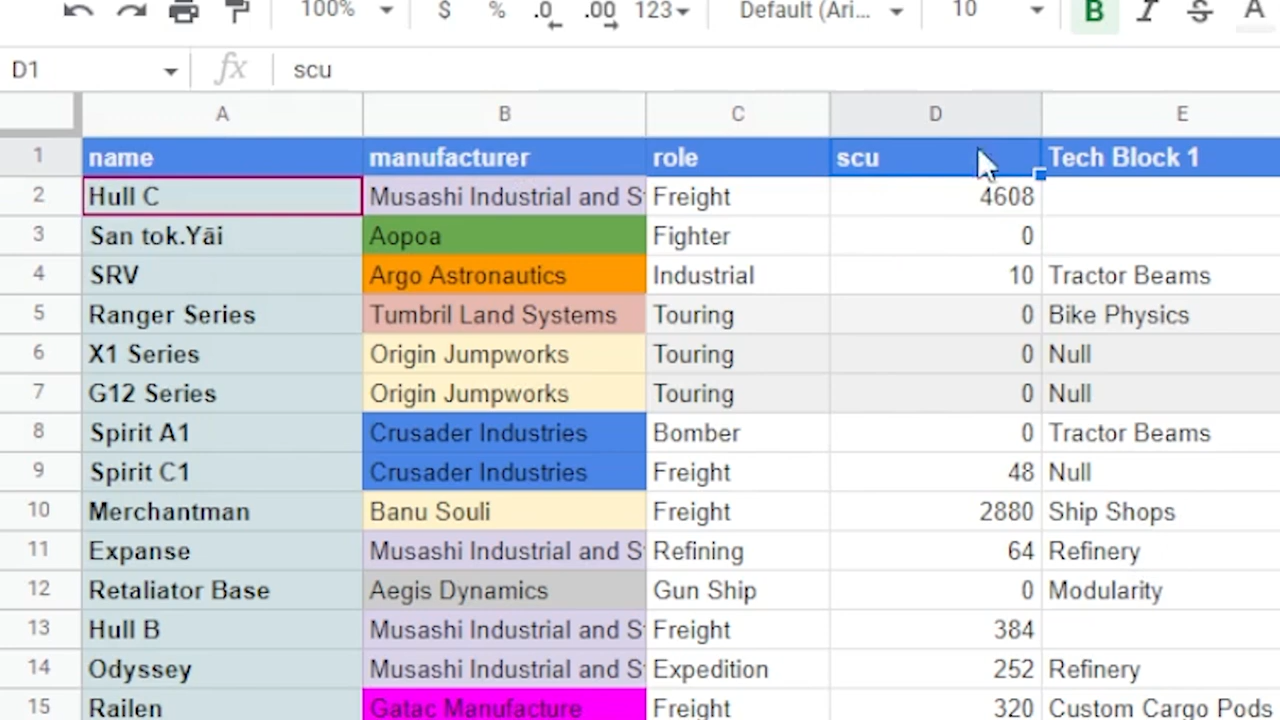 100% $ % .0 .00 123 Default (Ari... 10 B I S A
D1 fx scu
A B C D E
1 name manufacturer role scu Tech Block 1
2 Hull C Musashi Industrial and S Freight 4608
3 San tok.Yāi Aopoa Fighter 0
4 SRV Argo Astronautics Industrial 10 Tractor Beams
5 Ranger Series Tumbril Land Systems Touring 0 Bike Physics
6 X1 Series Origin Jumpworks Touring 0 Null
7 G12 Series Origin Jumpworks Touring 0 Null
8 Spirit A1 Crusader Industries Bomber 0 Tractor Beams
9 Spirit C1 Crusader Industries Freight 48 Null
10 Merchantman Banu Souli Freight 2880 Ship Shops
11 Expanse Musashi Industrial and S Refining 64 Refinery
12 Retaliator Base Aegis Dynamics Gun Ship 0 Modularity
13 Hull B Musashi Industrial and S Freight 384
14 Odyssey Musashi Industrial and S Expedition 252 Refinery
15 Railen Gatac Manufacture Freight 320 Custom Cargo Pods